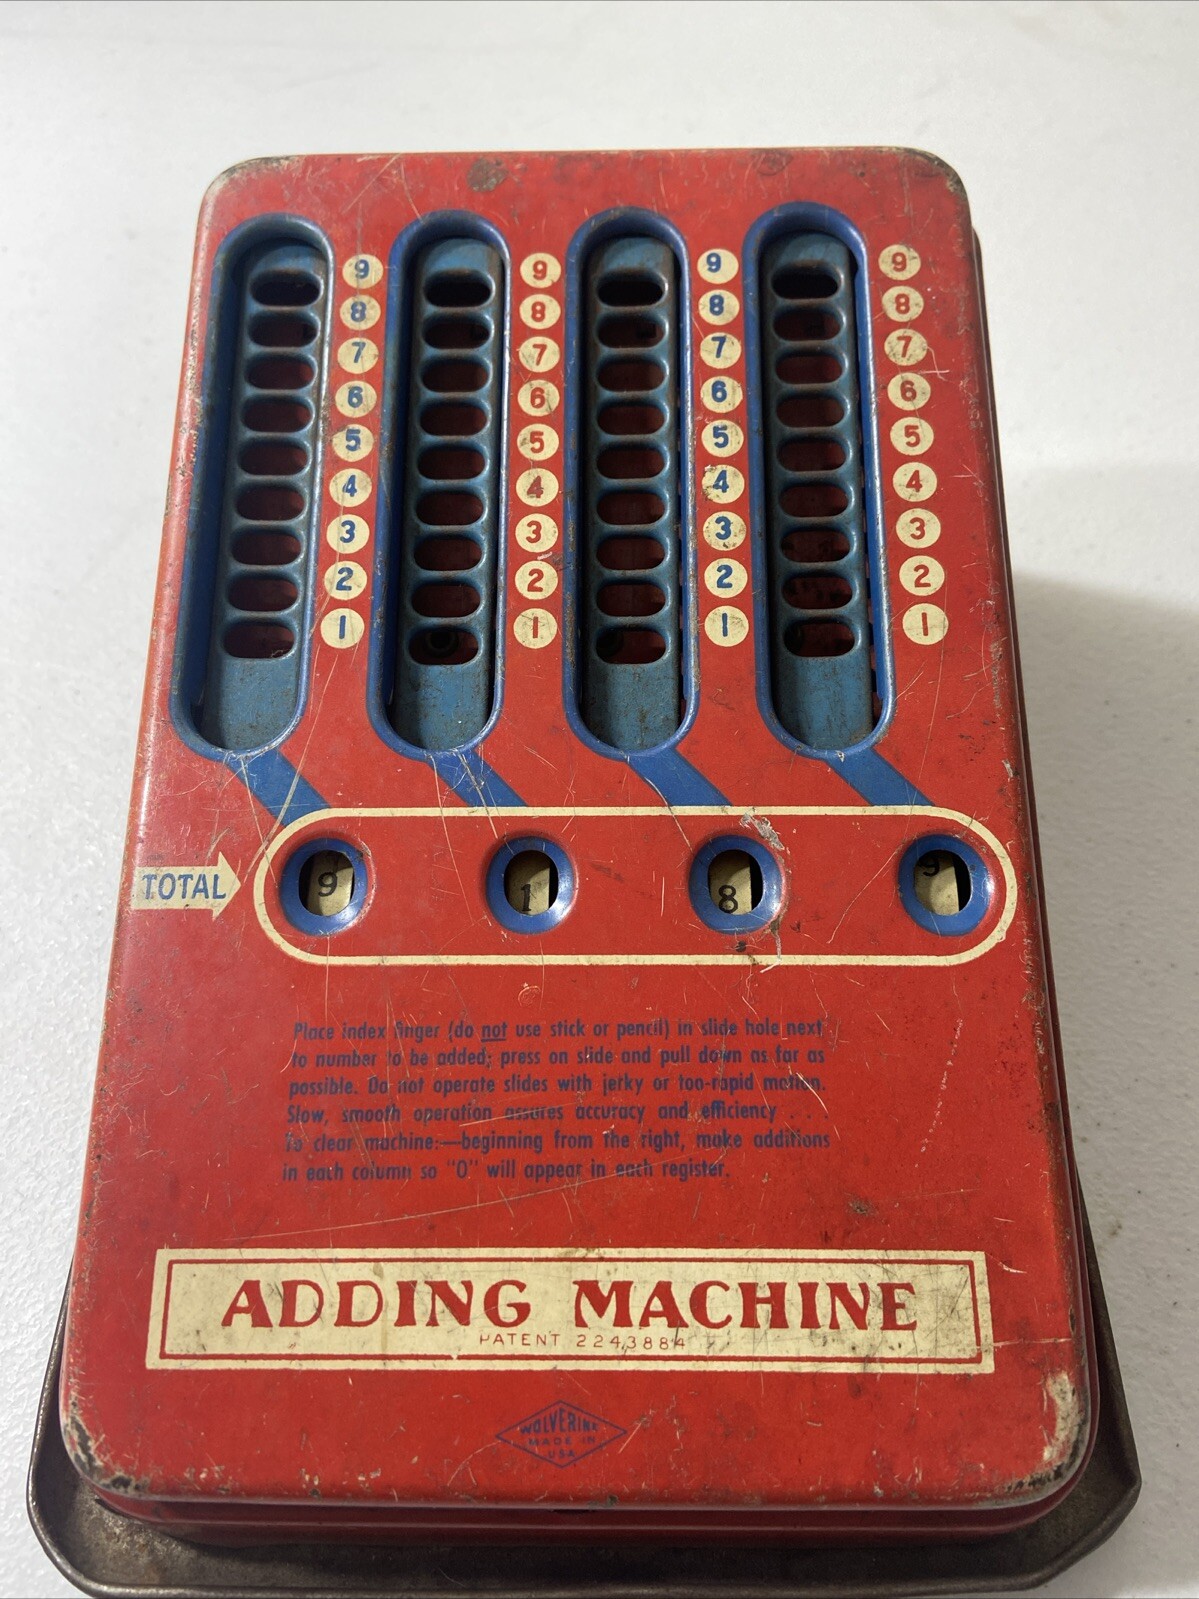 9 9 9 9
8 8 8 8
7 7 7 7
6 6 6 6
5 5 5 5
4 4 4 4
3 3 3 3
2 2 2 2
1 1 1 1
TOTAL 9 1 8 9
Place index finger (do not use stick or pencil) in slide hole next
to number to be added; press on slide and pull down as far as
possible. Do not operate slides with jerky or too-rapid motion.
Slow, smooth operation assures accuracy and efficiency . . .
To clear machine:—beginning from the right, make additions
in each column so "0" will appear in each register.
ADDING MACHINE
PATENT 2243884
WOLVERINE
MADE IN
USA